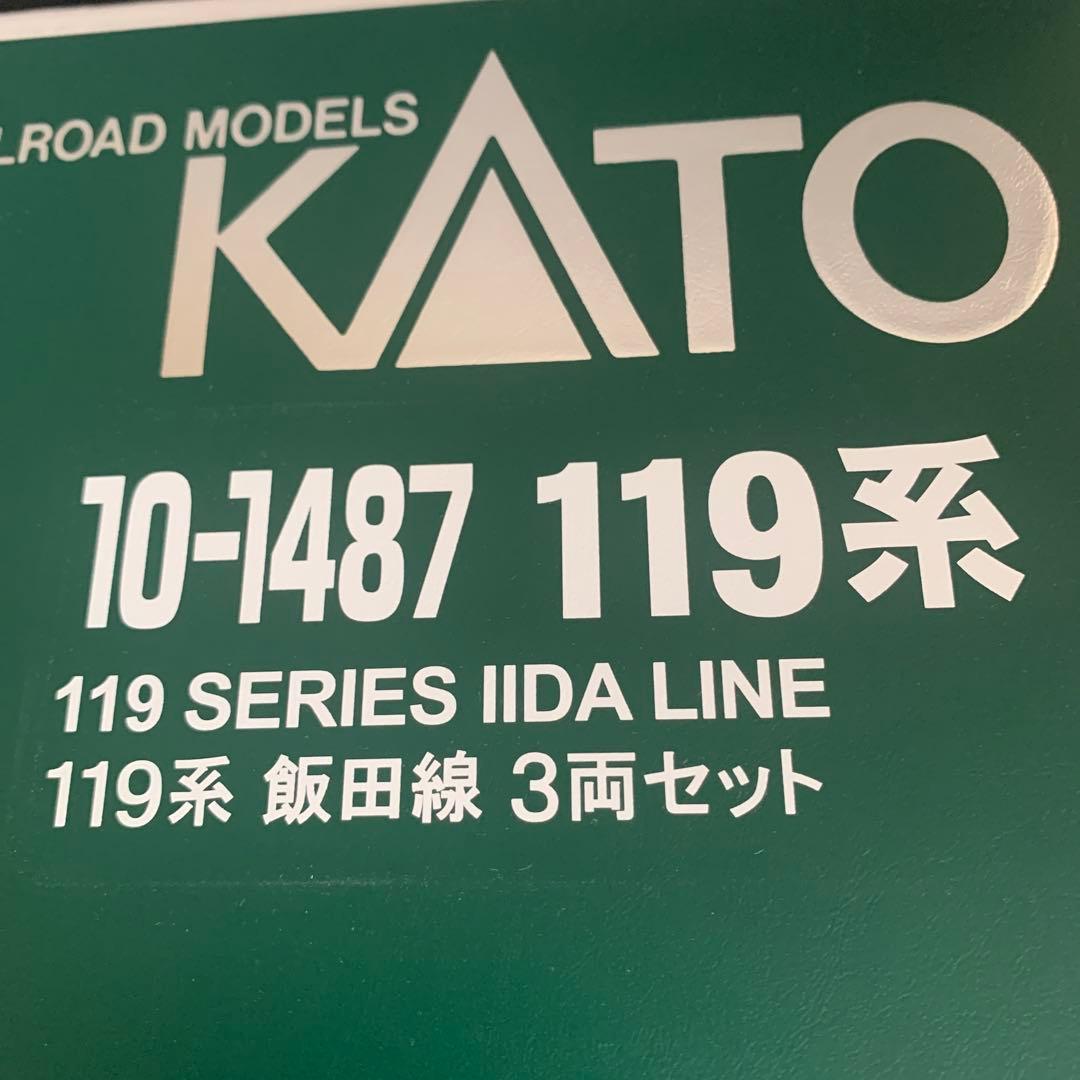 LROAD MODELS
KATO
10-1487 119系
119 SERIES IIDA LINE
119系 飯田線 3両セット